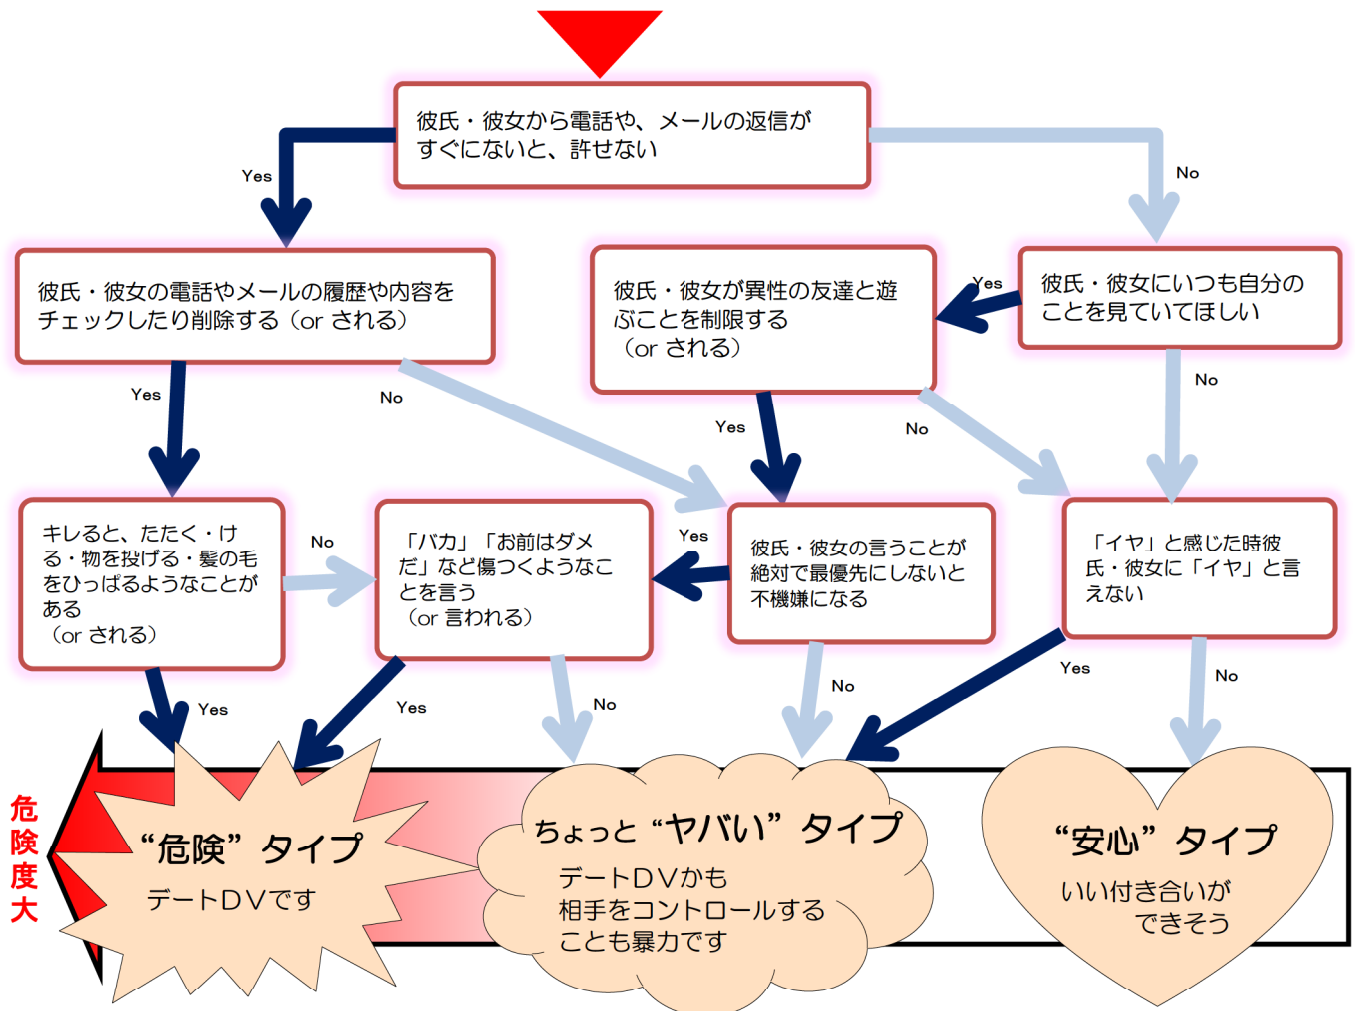 彼氏・彼女から電話や、メールの返信が
すぐにないと、許せない
Yes
No
彼氏・彼女の電話やメールの履歴や内容を
チェックしたり削除する（or される）
彼氏・彼女が異性の友達と遊
ぶことを制限する
（or される）
Yes
彼氏・彼女にいつも自分の
ことを見ていてほしい
Yes
No
Yes
No
No
キレると、たたく・け
る・物を投げる・髪の毛
をひっぱるようなことが
ある
（or される）
No
「バカ」「お前はダメ
だ」など傷つくようなこ
とを言う
（or 言われる）
Yes
彼氏・彼女の言うことが
絶対で最優先にしないと
不機嫌になる
「イヤ」と感じた時彼
氏・彼女に「イヤ」と言
えない
Yes
Yes
No
No
Yes
No
危険度大
“危険”タイプ
デートＤＶです
ちょっと“ヤバい”タイプ
デートＤＶかも
相手をコントロールする
ことも暴力です
“安心”タイプ
いい付き合いが
できそう